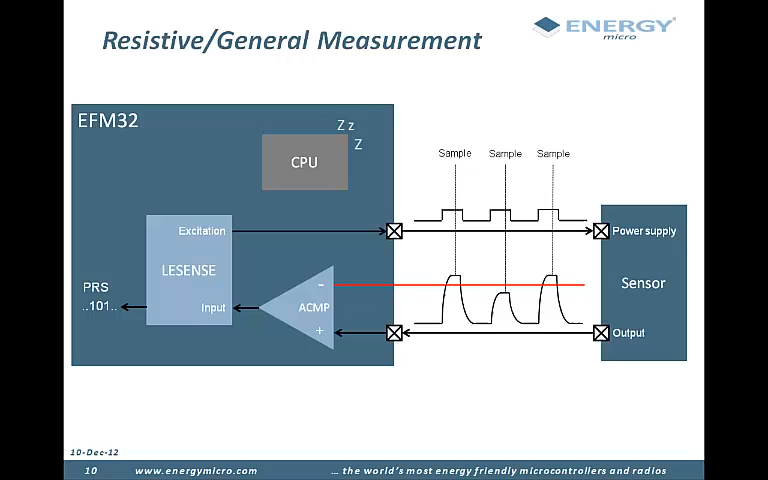 Resistive/General Measurement
ENERGY®
micro
EFM32
Z z
Z
CPU
Sample Sample Sample
Excitation
Power supply
LESENSE
Sensor
PRS
..101..
Input
-
ACMP
+
Output
10-Dec-12
10 www.energymicro.com ... the world's most energy friendly microcontrollers and radios